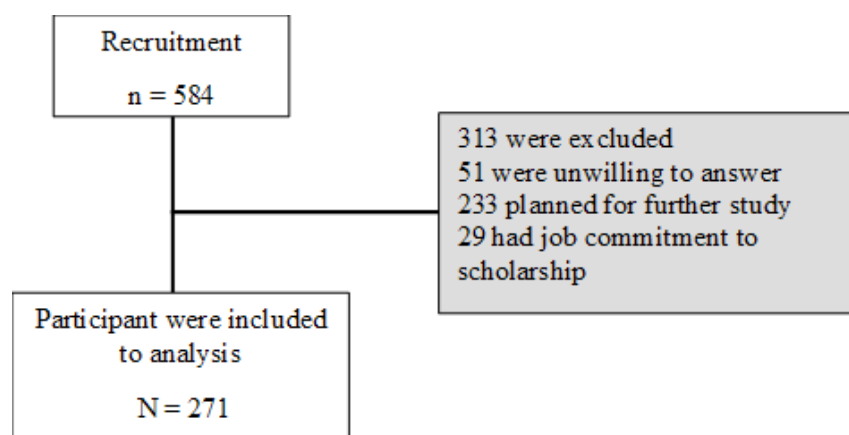 Recruitment
n = 584
313 were excluded
51 were unwilling to answer
233 planned for further study
29 had job commitment to
scholarship
Participant were included
to analysis
N = 271